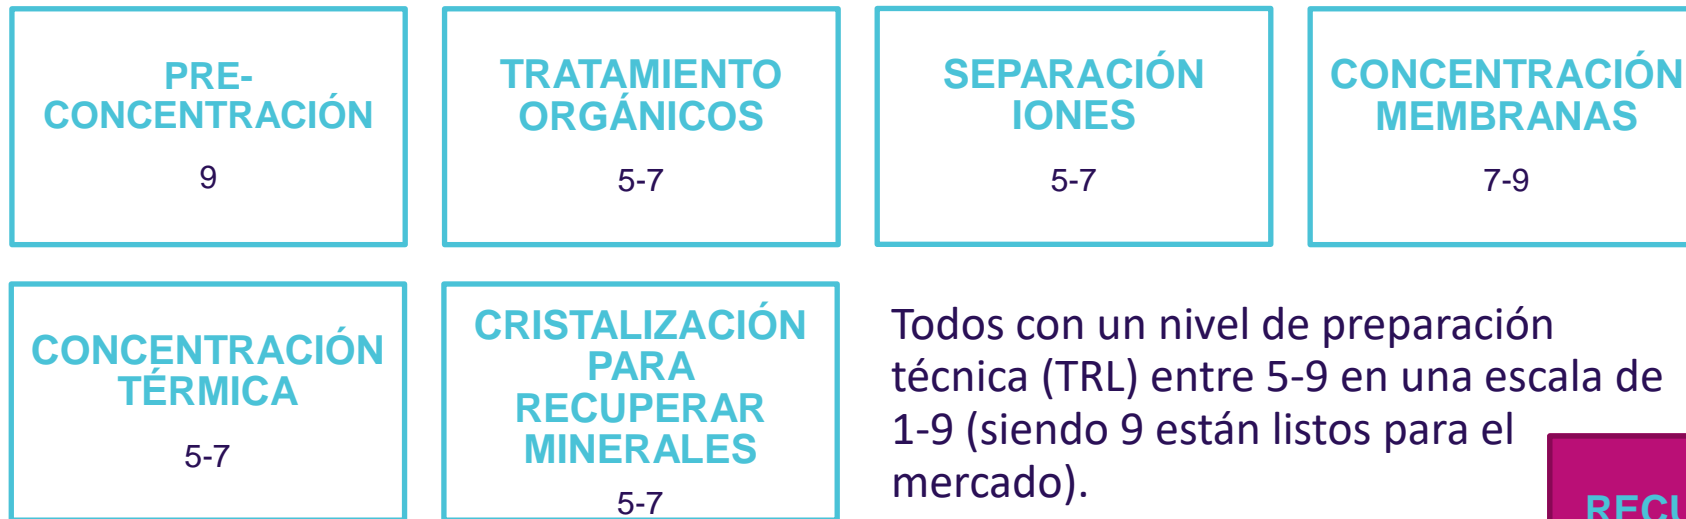 PRE-
CONCENTRACIÓN
9
TRATAMIENTO
ORGÁNICOS
5-7
SEPARACIÓN
IONES
5-7
CONCENTRACIÓN
MEMBRANAS
7-9
CONCENTRACIÓN
TÉRMICA
5-7
CRISTALIZACIÓN
PARA
RECUPERAR
MINERALES
5-7
Todos con un nivel de preparación
técnica (TRL) entre 5-9 en una escala de
1-9 (siendo 9 están listos para el
mercado).